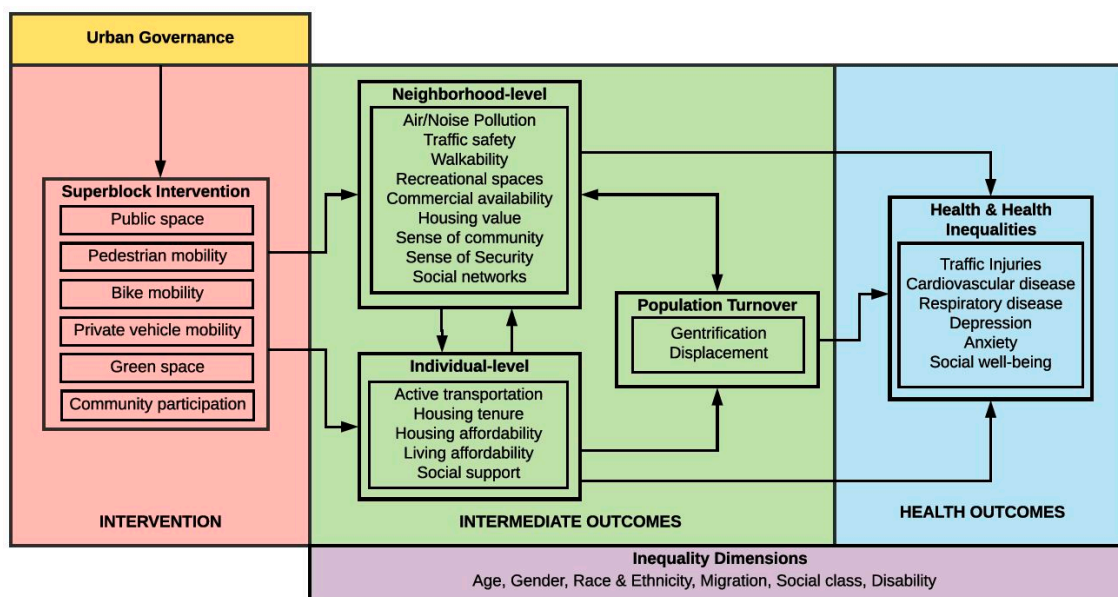 Urban Governance
Superblock Intervention
Public space
Pedestrian mobility
Bike mobility
Private vehicle mobility
Green space
Community participation
INTERVENTION
Neighborhood-level
Air/Noise Pollution
Traffic safety
Walkability
Recreational spaces
Commercial availability
Housing value
Sense of community
Sense of Security
Social networks
Individual-level
Active transportation
Housing tenure
Housing affordability
Living affordability
Social support
Population Turnover
Gentrification
Displacement
INTERMEDIATE OUTCOMES
Health & Health
Inequalities
Traffic Injuries
Cardiovascular disease
Respiratory disease
Depression
Anxiety
Social well-being
HEALTH OUTCOMES
Inequality Dimensions
Age, Gender, Race & Ethnicity, Migration, Social class, Disability